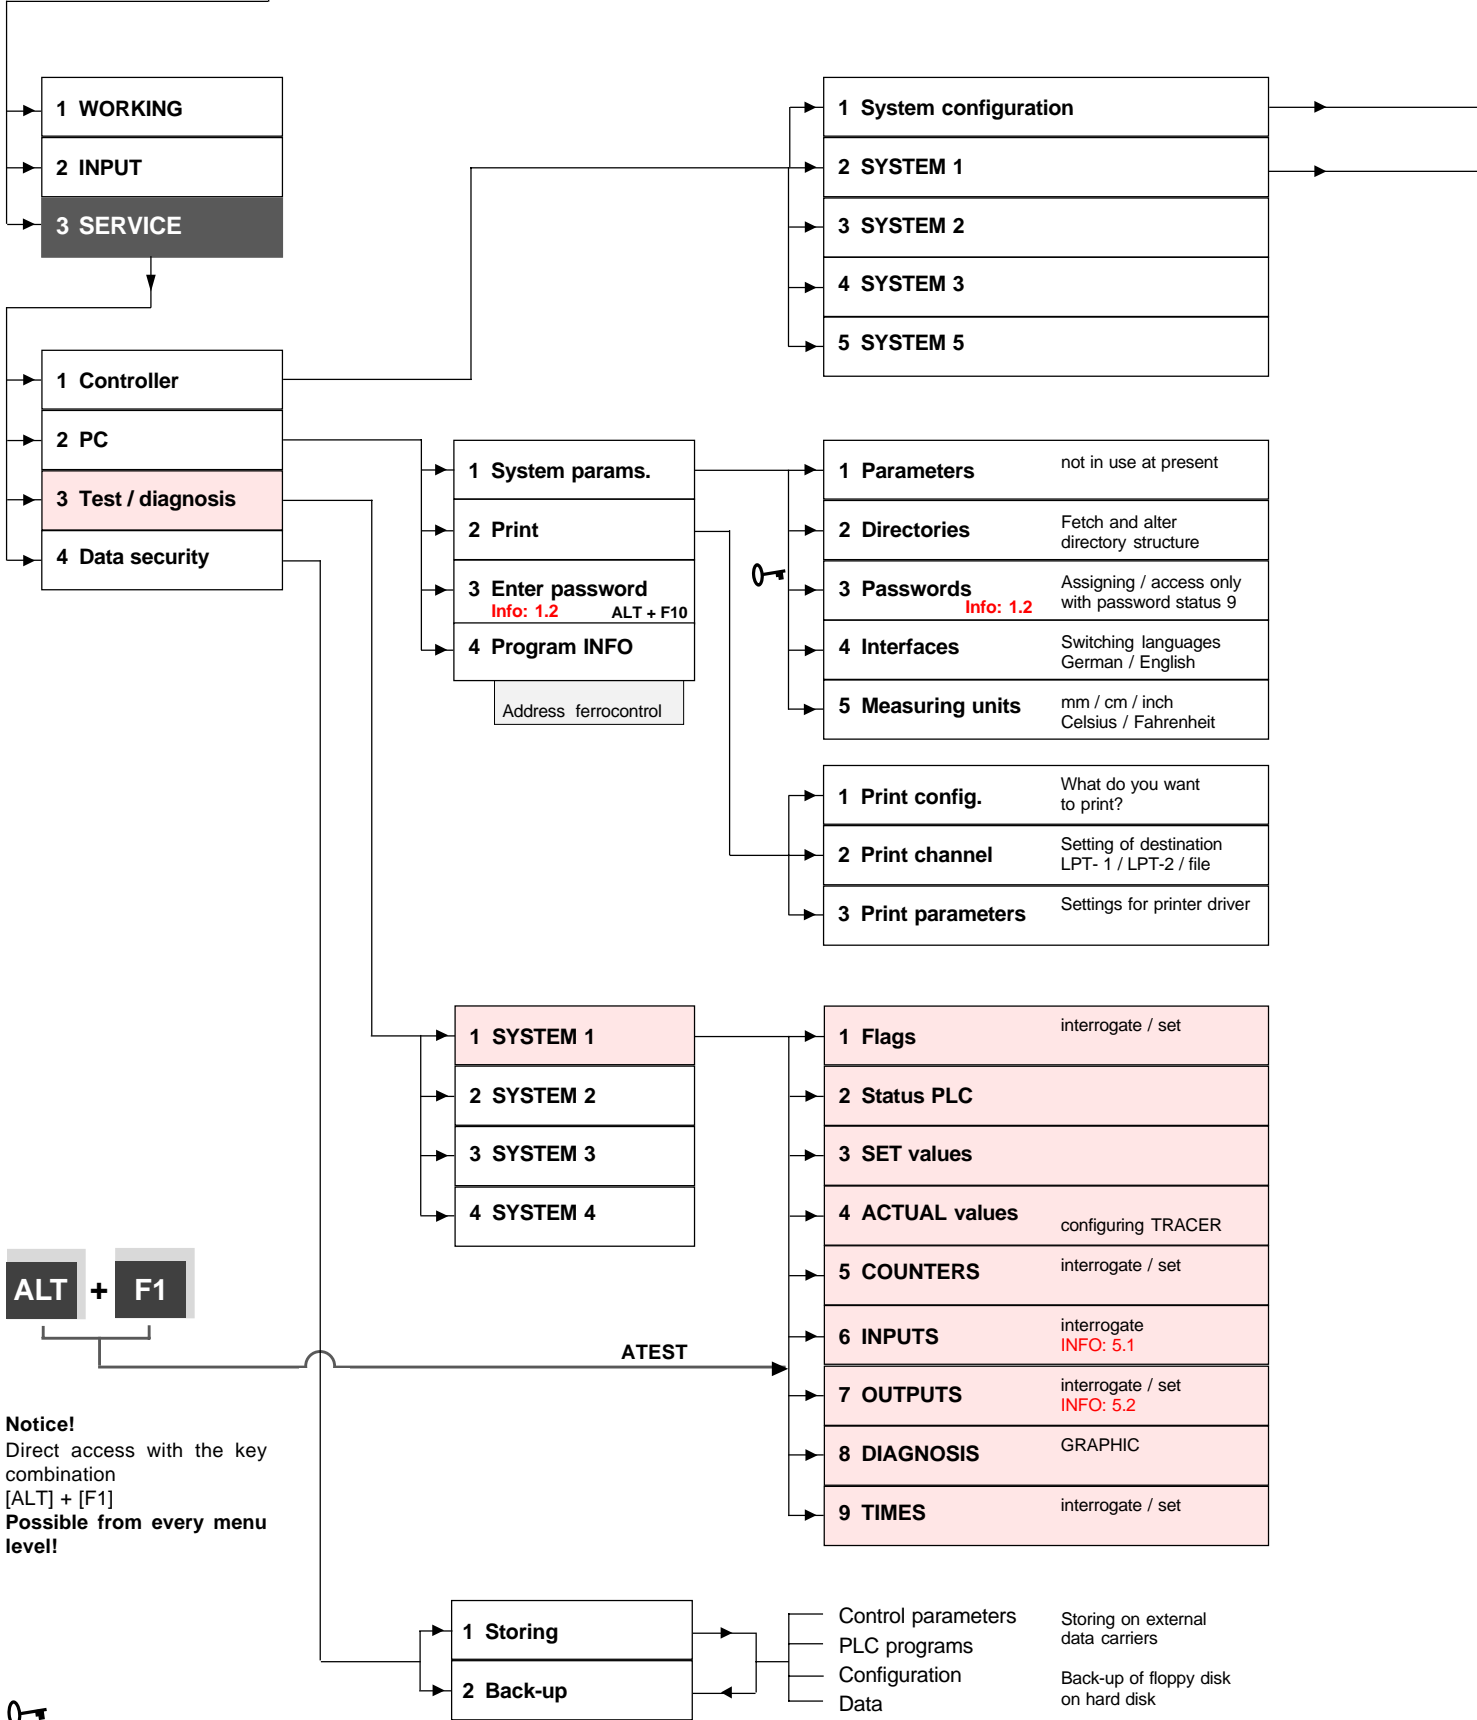 1 WORKING
2 INPUT
3 SERVICE
1 System configuration
2 SYSTEM 1
3 SYSTEM 2
4 SYSTEM 3
5 SYSTEM 5
1 Controller
2 PC
3 Test / diagnosis
4 Data security
1 System params.
2 Print
3 Enter password
Info: 1.2 ALT + F10
4 Program INFO
Address ferrocontrol
1 Parameters not in use at present
2 Directories Fetch and alter
directory structure
3 Passwords Assigning / access only
Info: 1.2 with password status 9
4 Interfaces Switching languages
German / English
5 Measuring units mm / cm / inch
Celsius / Fahrenheit
1 Print config. What do you want
to print?
2 Print channel Setting of destination
LPT- 1 / LPT-2 / file
3 Print parameters Settings for printer driver
1 SYSTEM 1
2 SYSTEM 2
3 SYSTEM 3
4 SYSTEM 4
1 Flags interrogate / set
2 Status PLC
3 SET values
4 ACTUAL values configuring TRACER
5 COUNTERS interrogate / set
6 INPUTS interrogate
INFO: 5.1
7 OUTPUTS interrogate / set
INFO: 5.2
8 DIAGNOSIS GRAPHIC
9 TIMES interrogate / set
ALT + F1
ATEST
Notice!
Direct access with the key
combination
[ALT] + [F1]
Possible from every menu
level!
1 Storing
2 Back-up
Control parameters
PLC programs
Configuration
Data
Storing on external
data carriers
Back-up of floppy disk
on hard disk